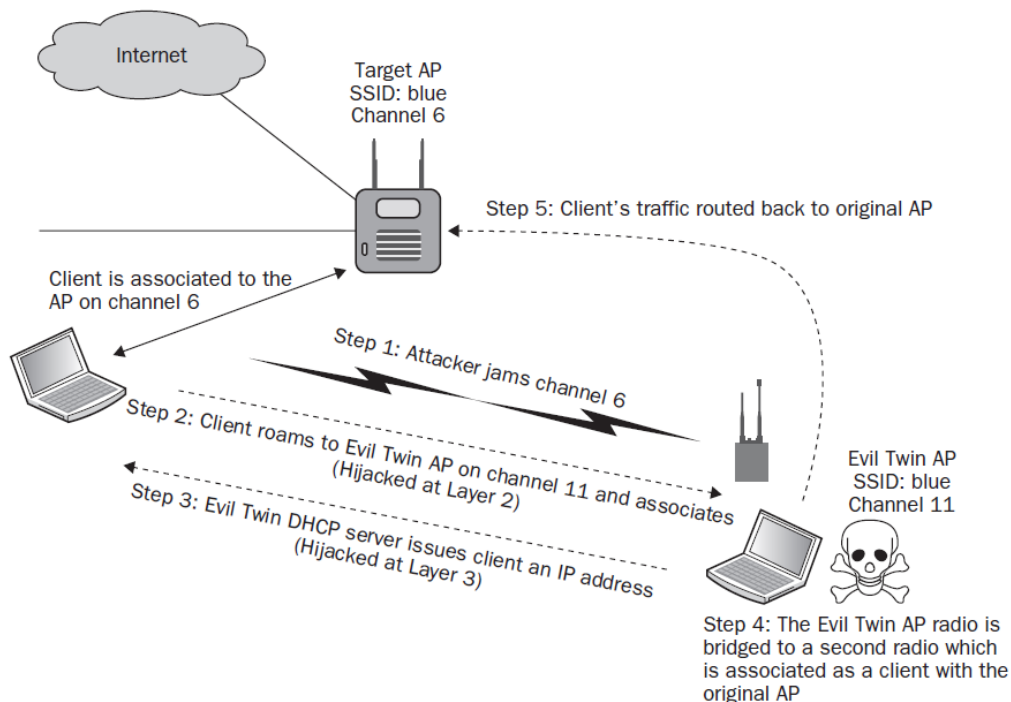 Internet
Target AP
SSID: blue
Channel 6
Step 5: Client's traffic routed back to original AP
Client is associated to the
AP on channel 6
Step 1: Attacker jams channel 6
Step 2: Client roams to Evil Twin AP on channel 11 and associates
(Hijacked at Layer 2)
Step 3: Evil Twin DHCP server issues client an IP address
(Hijacked at Layer 3)
Evil Twin AP
SSID: blue
Channel 11
Step 4: The Evil Twin AP radio is
bridged to a second radio which
is associated as a client with the
original AP